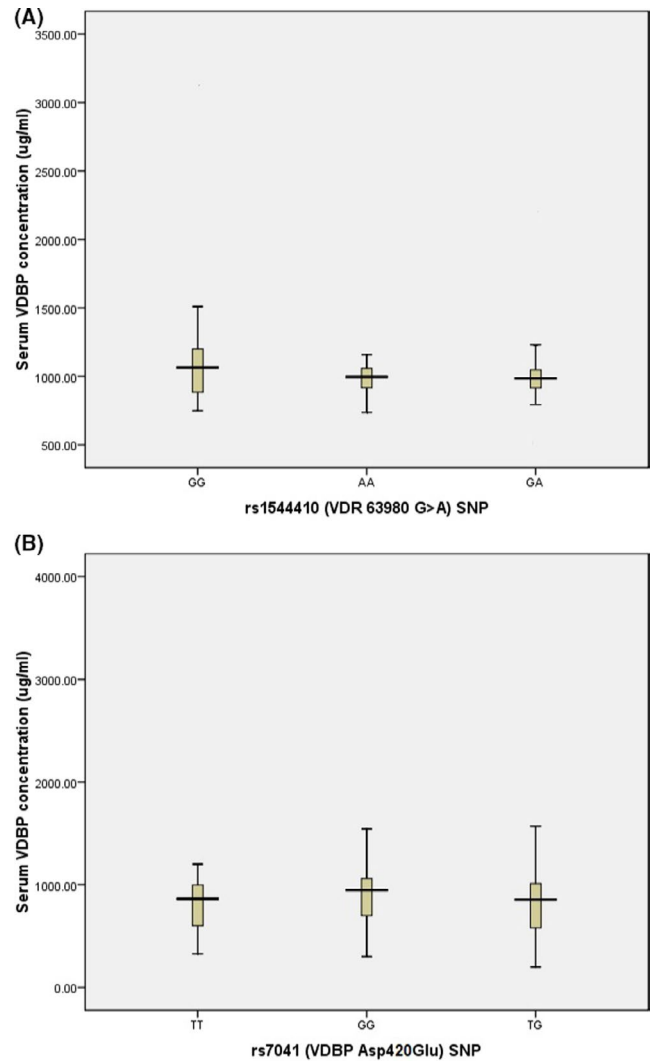 (A)
3500.00
3000.00
2500.00
2000.00
1500.00
1000.00
500.00
Serum VDBP concentration (ug/ml)
GG AA GA
rs1544410 (VDR 63980 G>A) SNP
(B)
4000.00
3000.00
2000.00
1000.00
0.00
Serum VDBP concentration (ug/ml)
TT GG TG
rs7041 (VDBP Asp420Glu) SNP